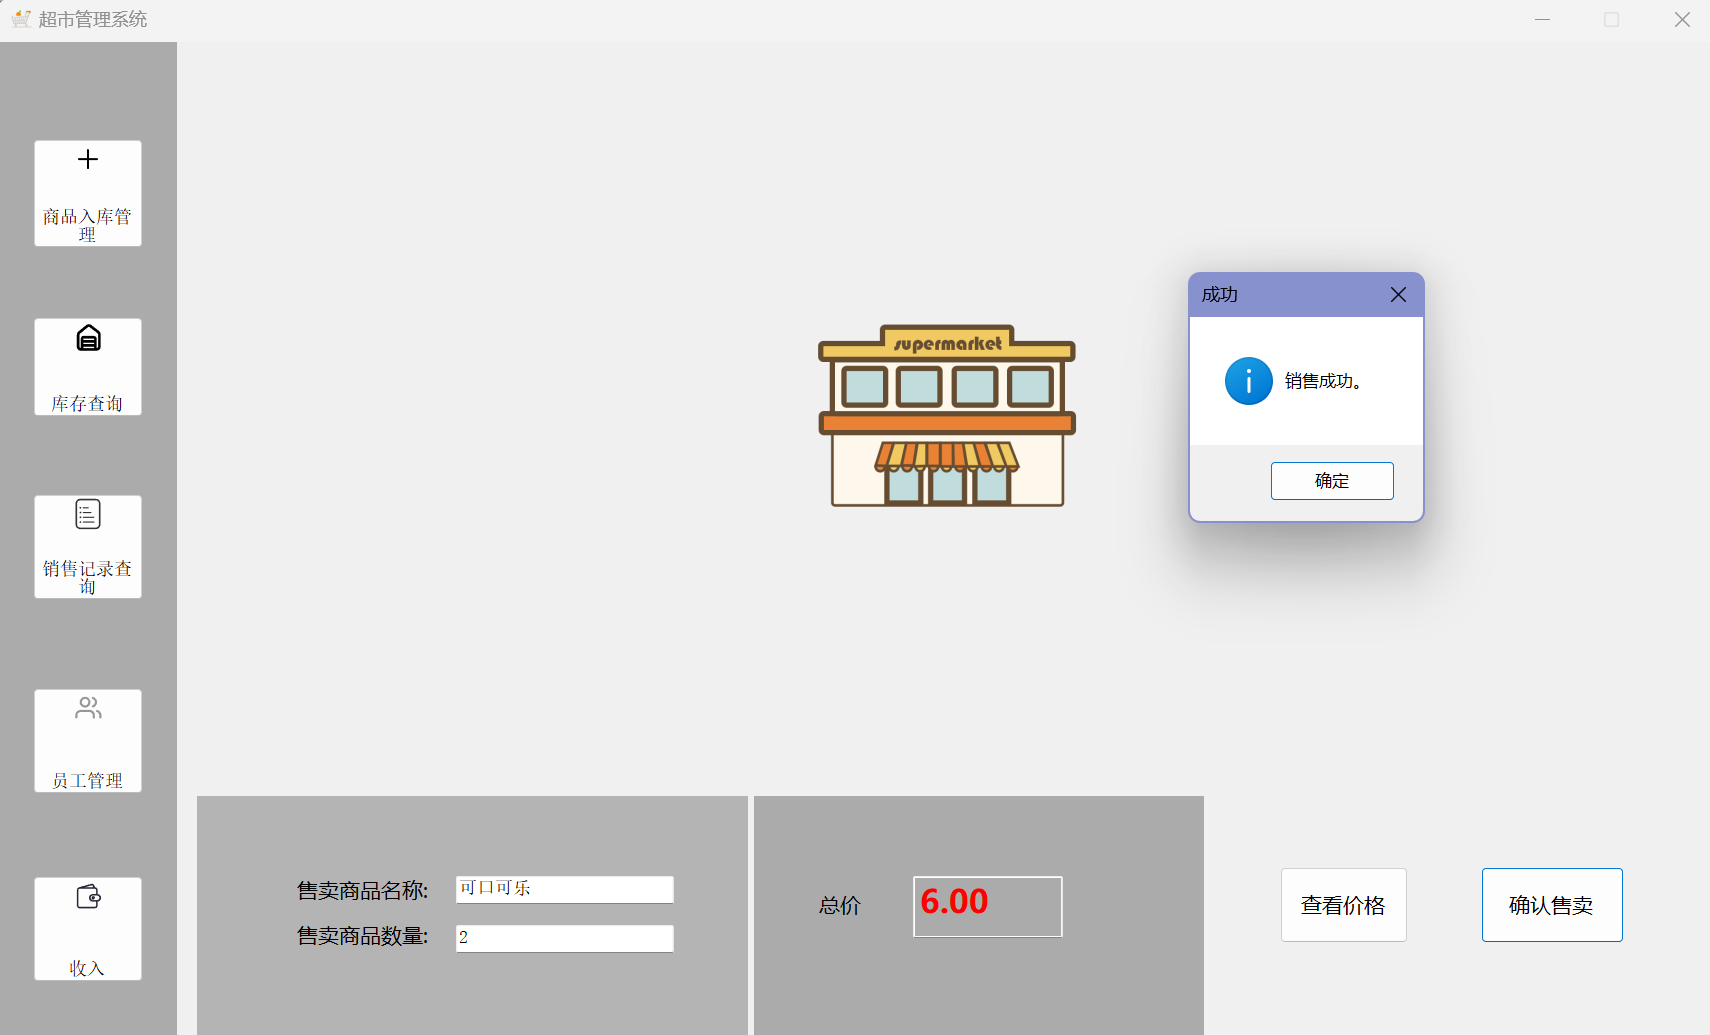 超市管理系统
商品入库管
理
库存查询
销售记录查
询
员工管理
收入
supermarket
成功
销售成功。
确定
售卖商品名称: 可口可乐
售卖商品数量: 2
总价 6.00
查看价格
确认售卖